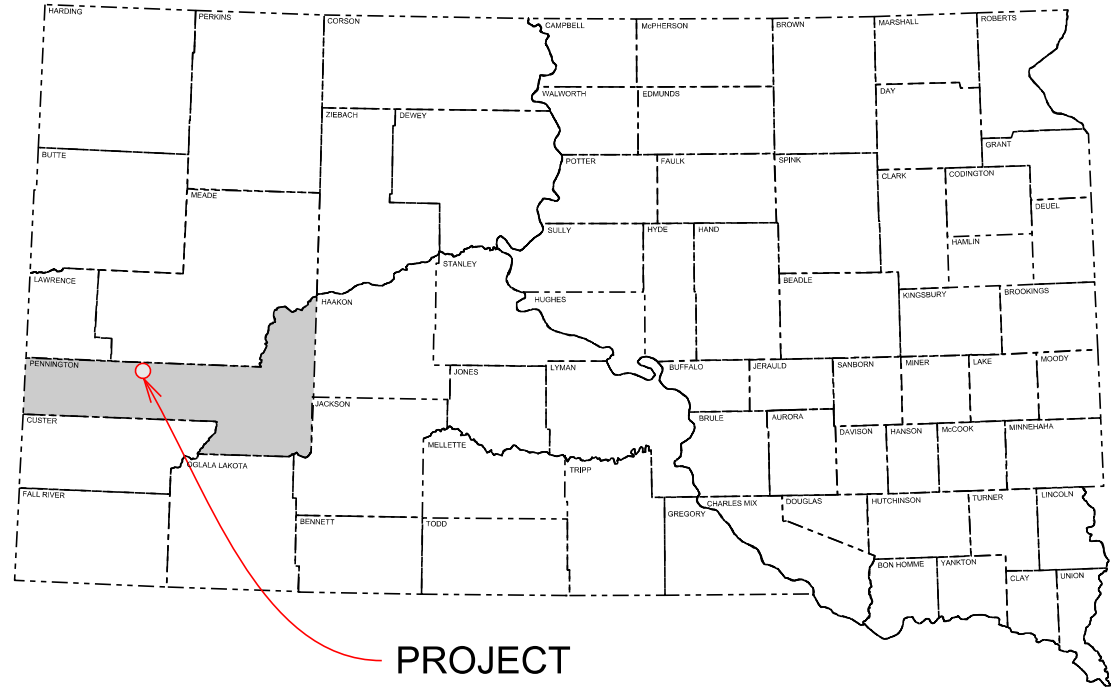 HARDING
PERKINS
CORSON
CAMPBELL
McPHERSON
BROWN
MARSHALL
ROBERTS
WALWORTH
EDMUNDS
DAY
ZIEBACH
DEWEY
GRANT
BUTTE
POTTER
FAULK
SPINK
CLARK
CODINGTON
MEADE
DEUEL
SULLY
HYDE
HAND
HAMLIN
STANLEY
LAWRENCE
BEADLE
HAAKON
HUGHES
KINGSBURY
BROOKINGS
PENNINGTON
JONES
LYMAN
BUFFALO
JERAULD
SANBORN
MINER
LAKE
MOODY
JACKSON
CUSTER
BRULE
AURORA
DAVISON
HANSON
McCOOK
MINNEHAHA
MELLETTE
OGLALA LAKOTA
TRIPP
FALL RIVER
GREGORY
CHARLES MIX
DOUGLAS
HUTCHINSON
TURNER
LINCOLN
BENNETT
TODD
BON HOMME
YANKTON
CLAY
UNION
PROJECT